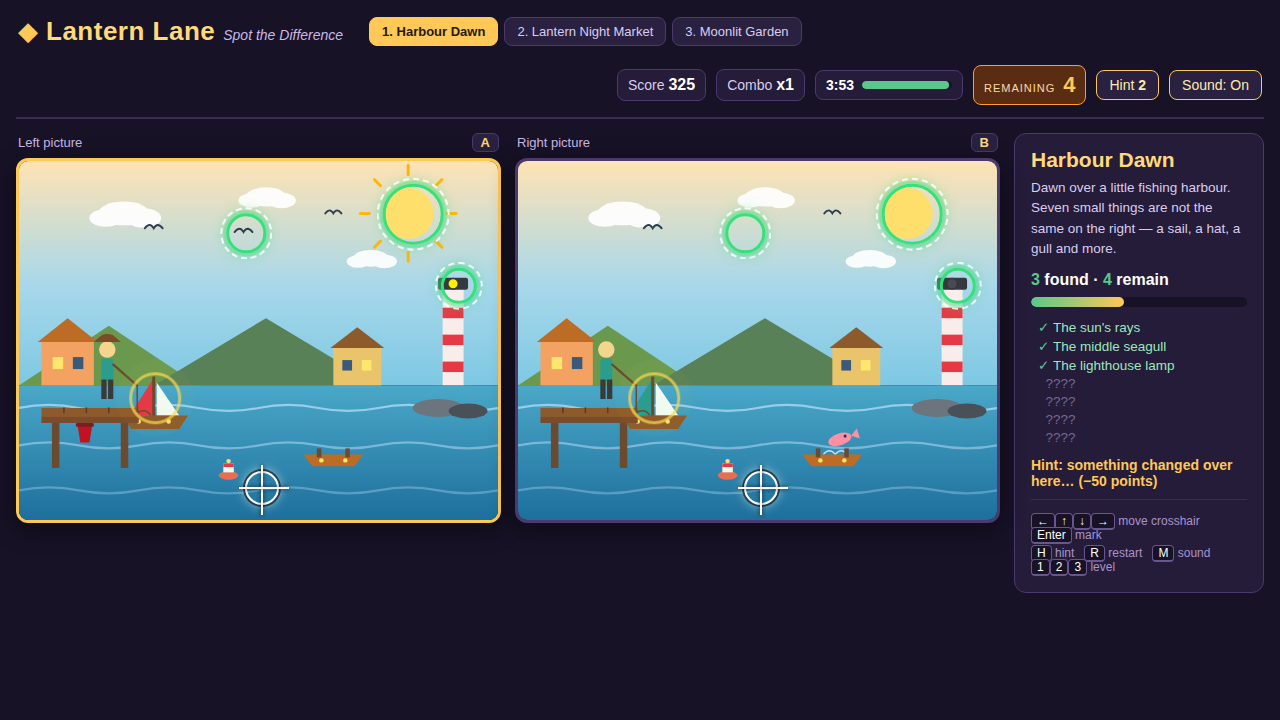 Lantern Lane Spot the Difference
1. Harbour Dawn
2. Lantern Night Market
3. Moonlit Garden
Score 325
Combo x1
3:53
REMAINING 4
Hint 2
Sound: On
Left picture
A
Right picture
B
Harbour Dawn
Dawn over a little fishing harbour.
Seven small things are not the
same on the right — a sail, a hat, a
gull and more.
3 found · 4 remain
✓ The sun's rays
✓ The middle seagull
✓ The lighthouse lamp
????
????
????
????
Hint: something changed over
here… (−50 points)
← ↑ ↓ → move crosshair
Enter mark
H hint R restart M sound
1 2 3 level